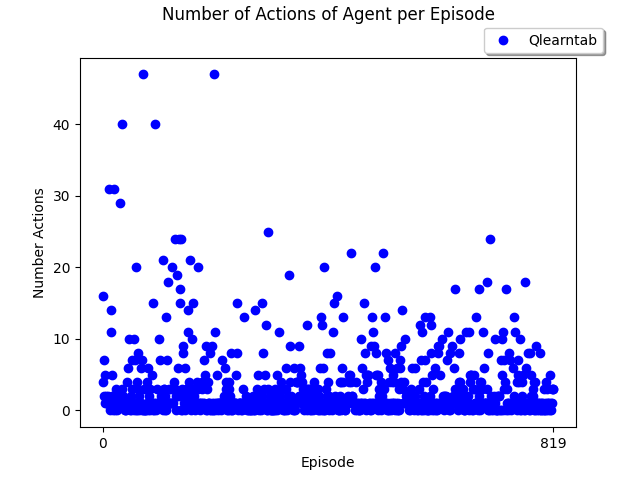 Number of Actions of Agent per Episode
Qlearntab
40
30
20
10
0
Number Actions
0 819
Episode